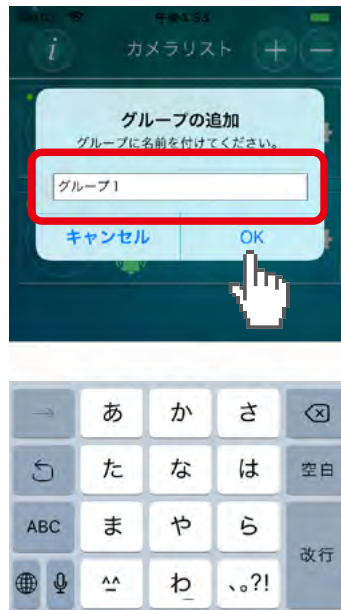 カメラリスト
グループの追加
グループに名前を付けてください。
グループ1
キャンセル OK
→ あ か さ
た な は 空白
ABC ま や ら
改行
^^ わ_ 、。?!